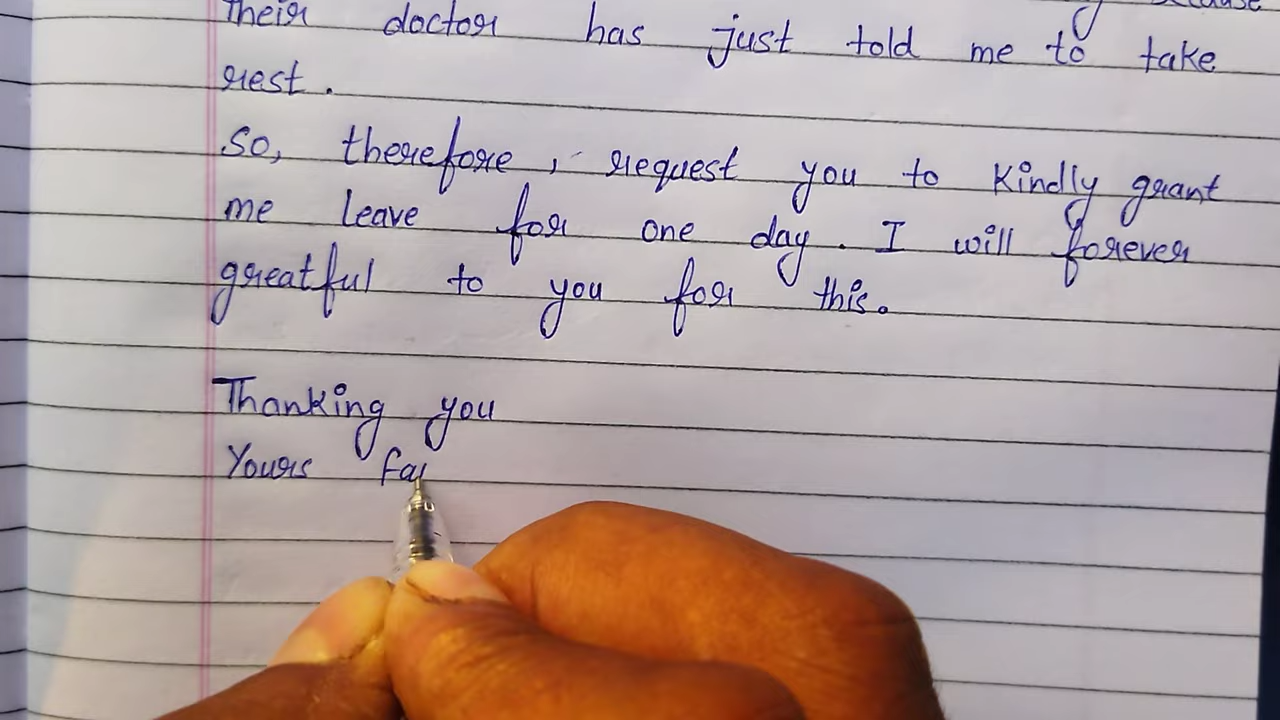 Their doctor has just told me to take
rest.
So, therefore, request you to kindly grant
me leave for one day. I will forever
greatful to you for this.
Thanking you
Yours fai